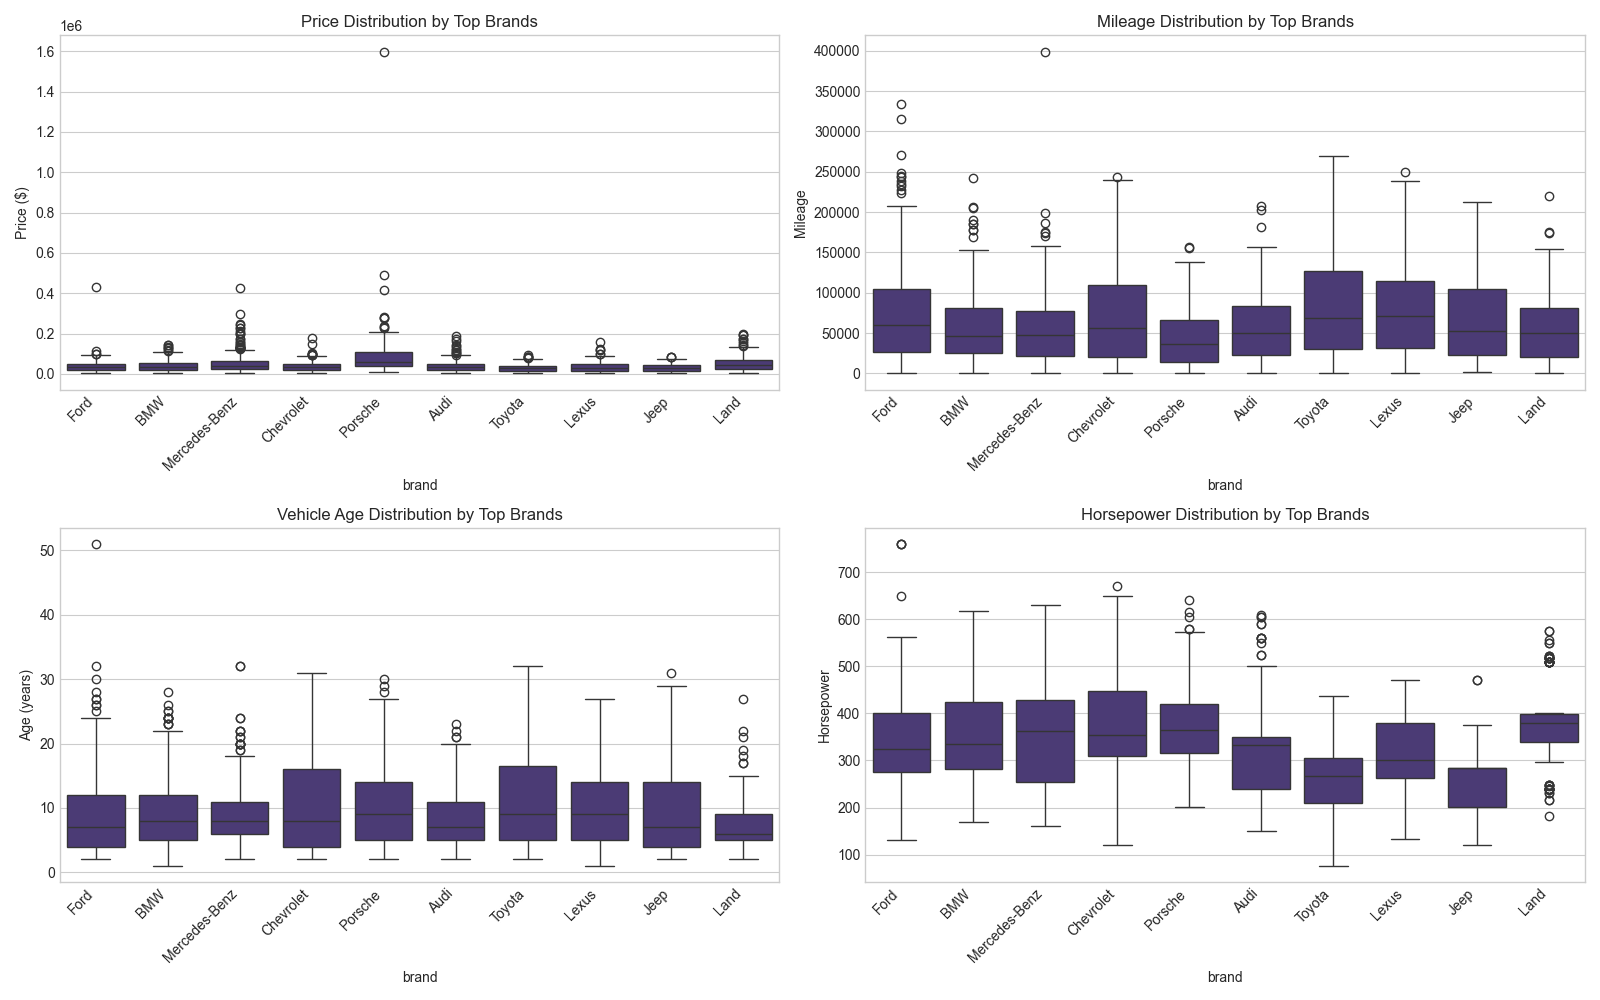 Price Distribution by Top Brands
1e6
1.6
1.4
1.2
1.0
0.8
0.6
0.4
0.2
0.0
Price ($)
Ford
BMW
Mercedes-Benz
Chevrolet
Porsche
Audi
Toyota
Lexus
Jeep
Land
brand
Mileage Distribution by Top Brands
400000
350000
300000
250000
200000
150000
100000
50000
0
Mileage
Ford
BMW
Mercedes-Benz
Chevrolet
Porsche
Audi
Toyota
Lexus
Jeep
Land
brand
Vehicle Age Distribution by Top Brands
50
40
30
20
10
0
Age (years)
Ford
BMW
Mercedes-Benz
Chevrolet
Porsche
Audi
Toyota
Lexus
Jeep
Land
brand
Horsepower Distribution by Top Brands
700
600
500
400
300
200
100
Horsepower
Ford
BMW
Mercedes-Benz
Chevrolet
Porsche
Audi
Toyota
Lexus
Jeep
Land
brand